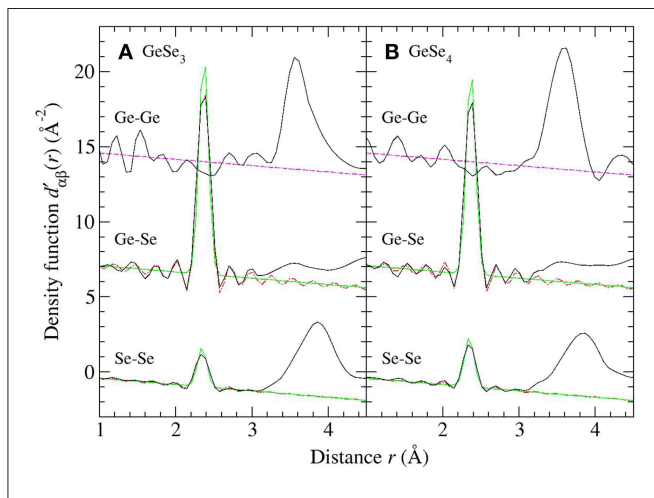 A GeSe3
B GeSe4
Ge-Ge
Ge-Ge
Ge-Se
Ge-Se
Se-Se
Se-Se
20
15
10
5
0
1 2 3 4
1 2 3 4
Density function d′αβ(r) (Å-2)
Distance r (Å)